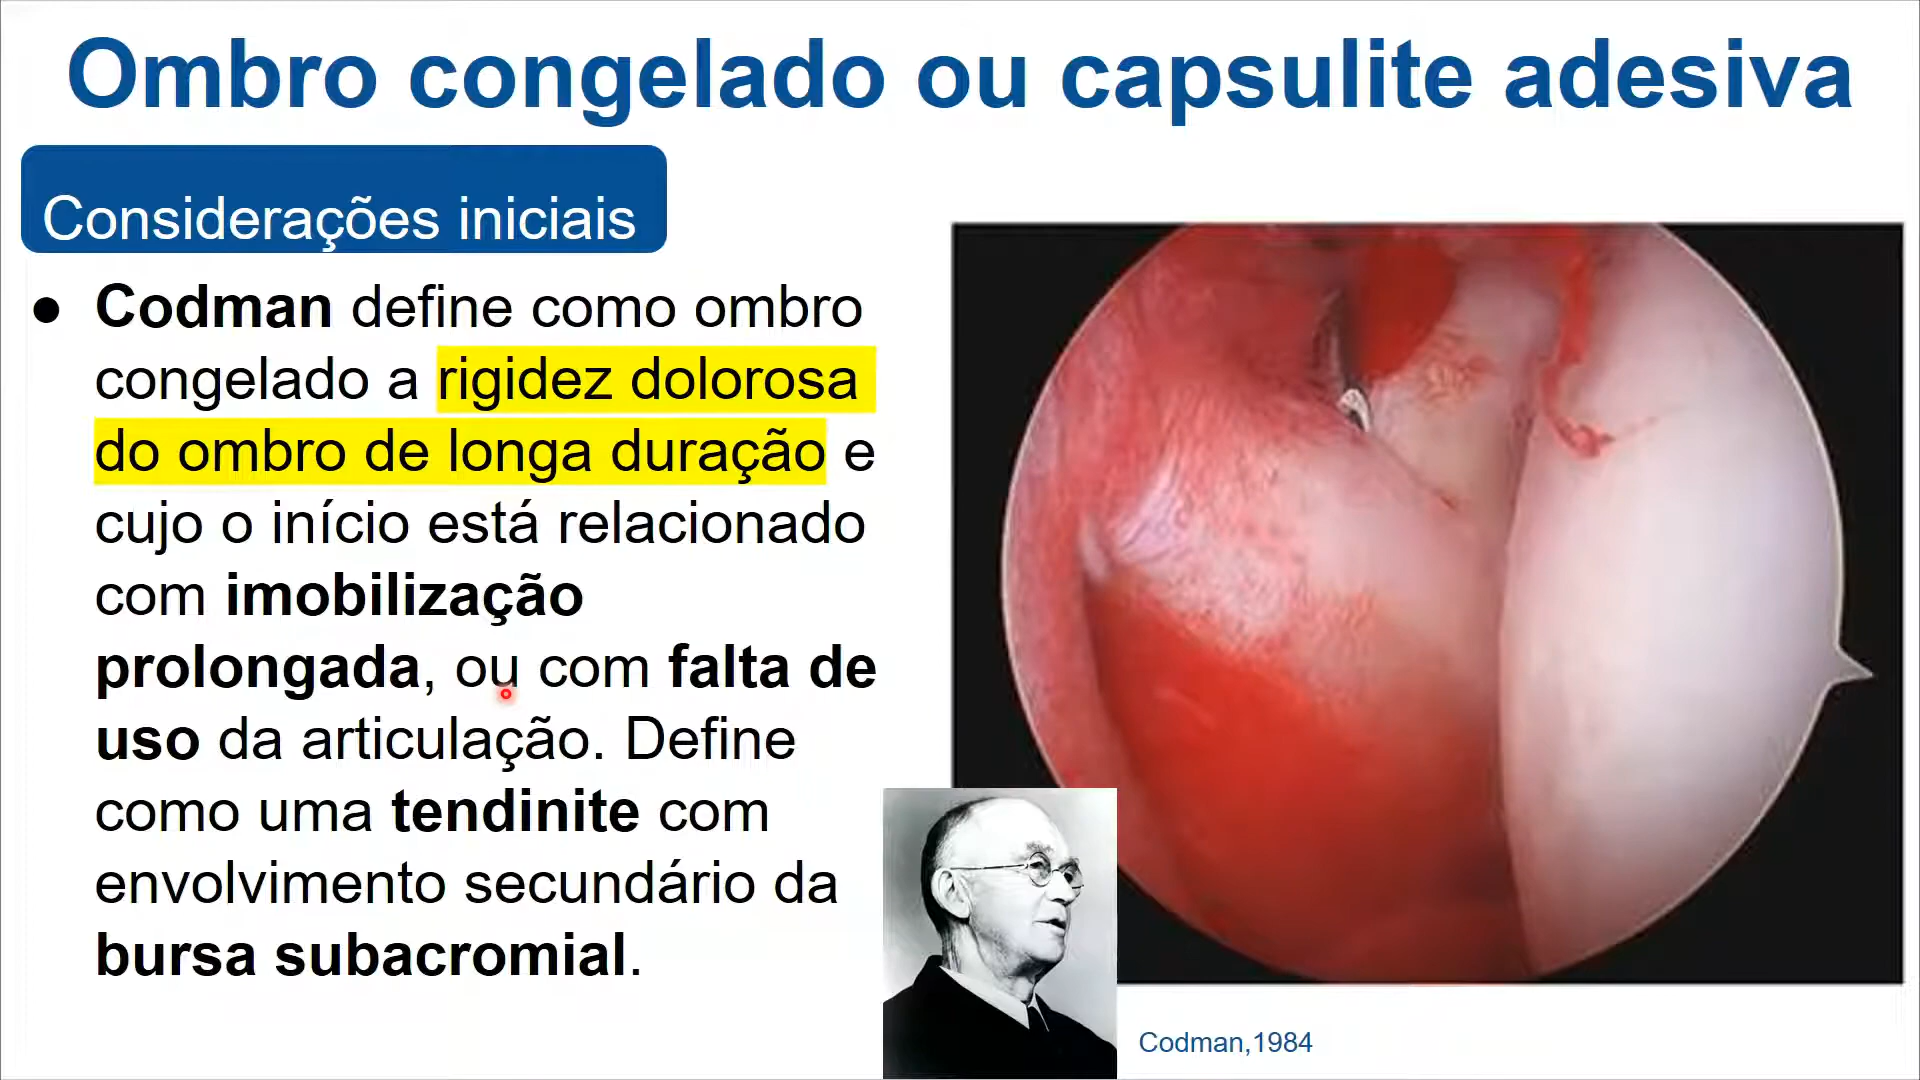 Ombro congelado ou capsulite adesiva
Considerações iniciais
● Codman define como ombro
congelado a rigidez dolorosa
do ombro de longa duração e
cujo o início está relacionado
com imobilização
prolongada, ou com falta de
uso da articulação. Define
como uma tendinite com
envolvimento secundário da
bursa subacromial.
Codman,1984